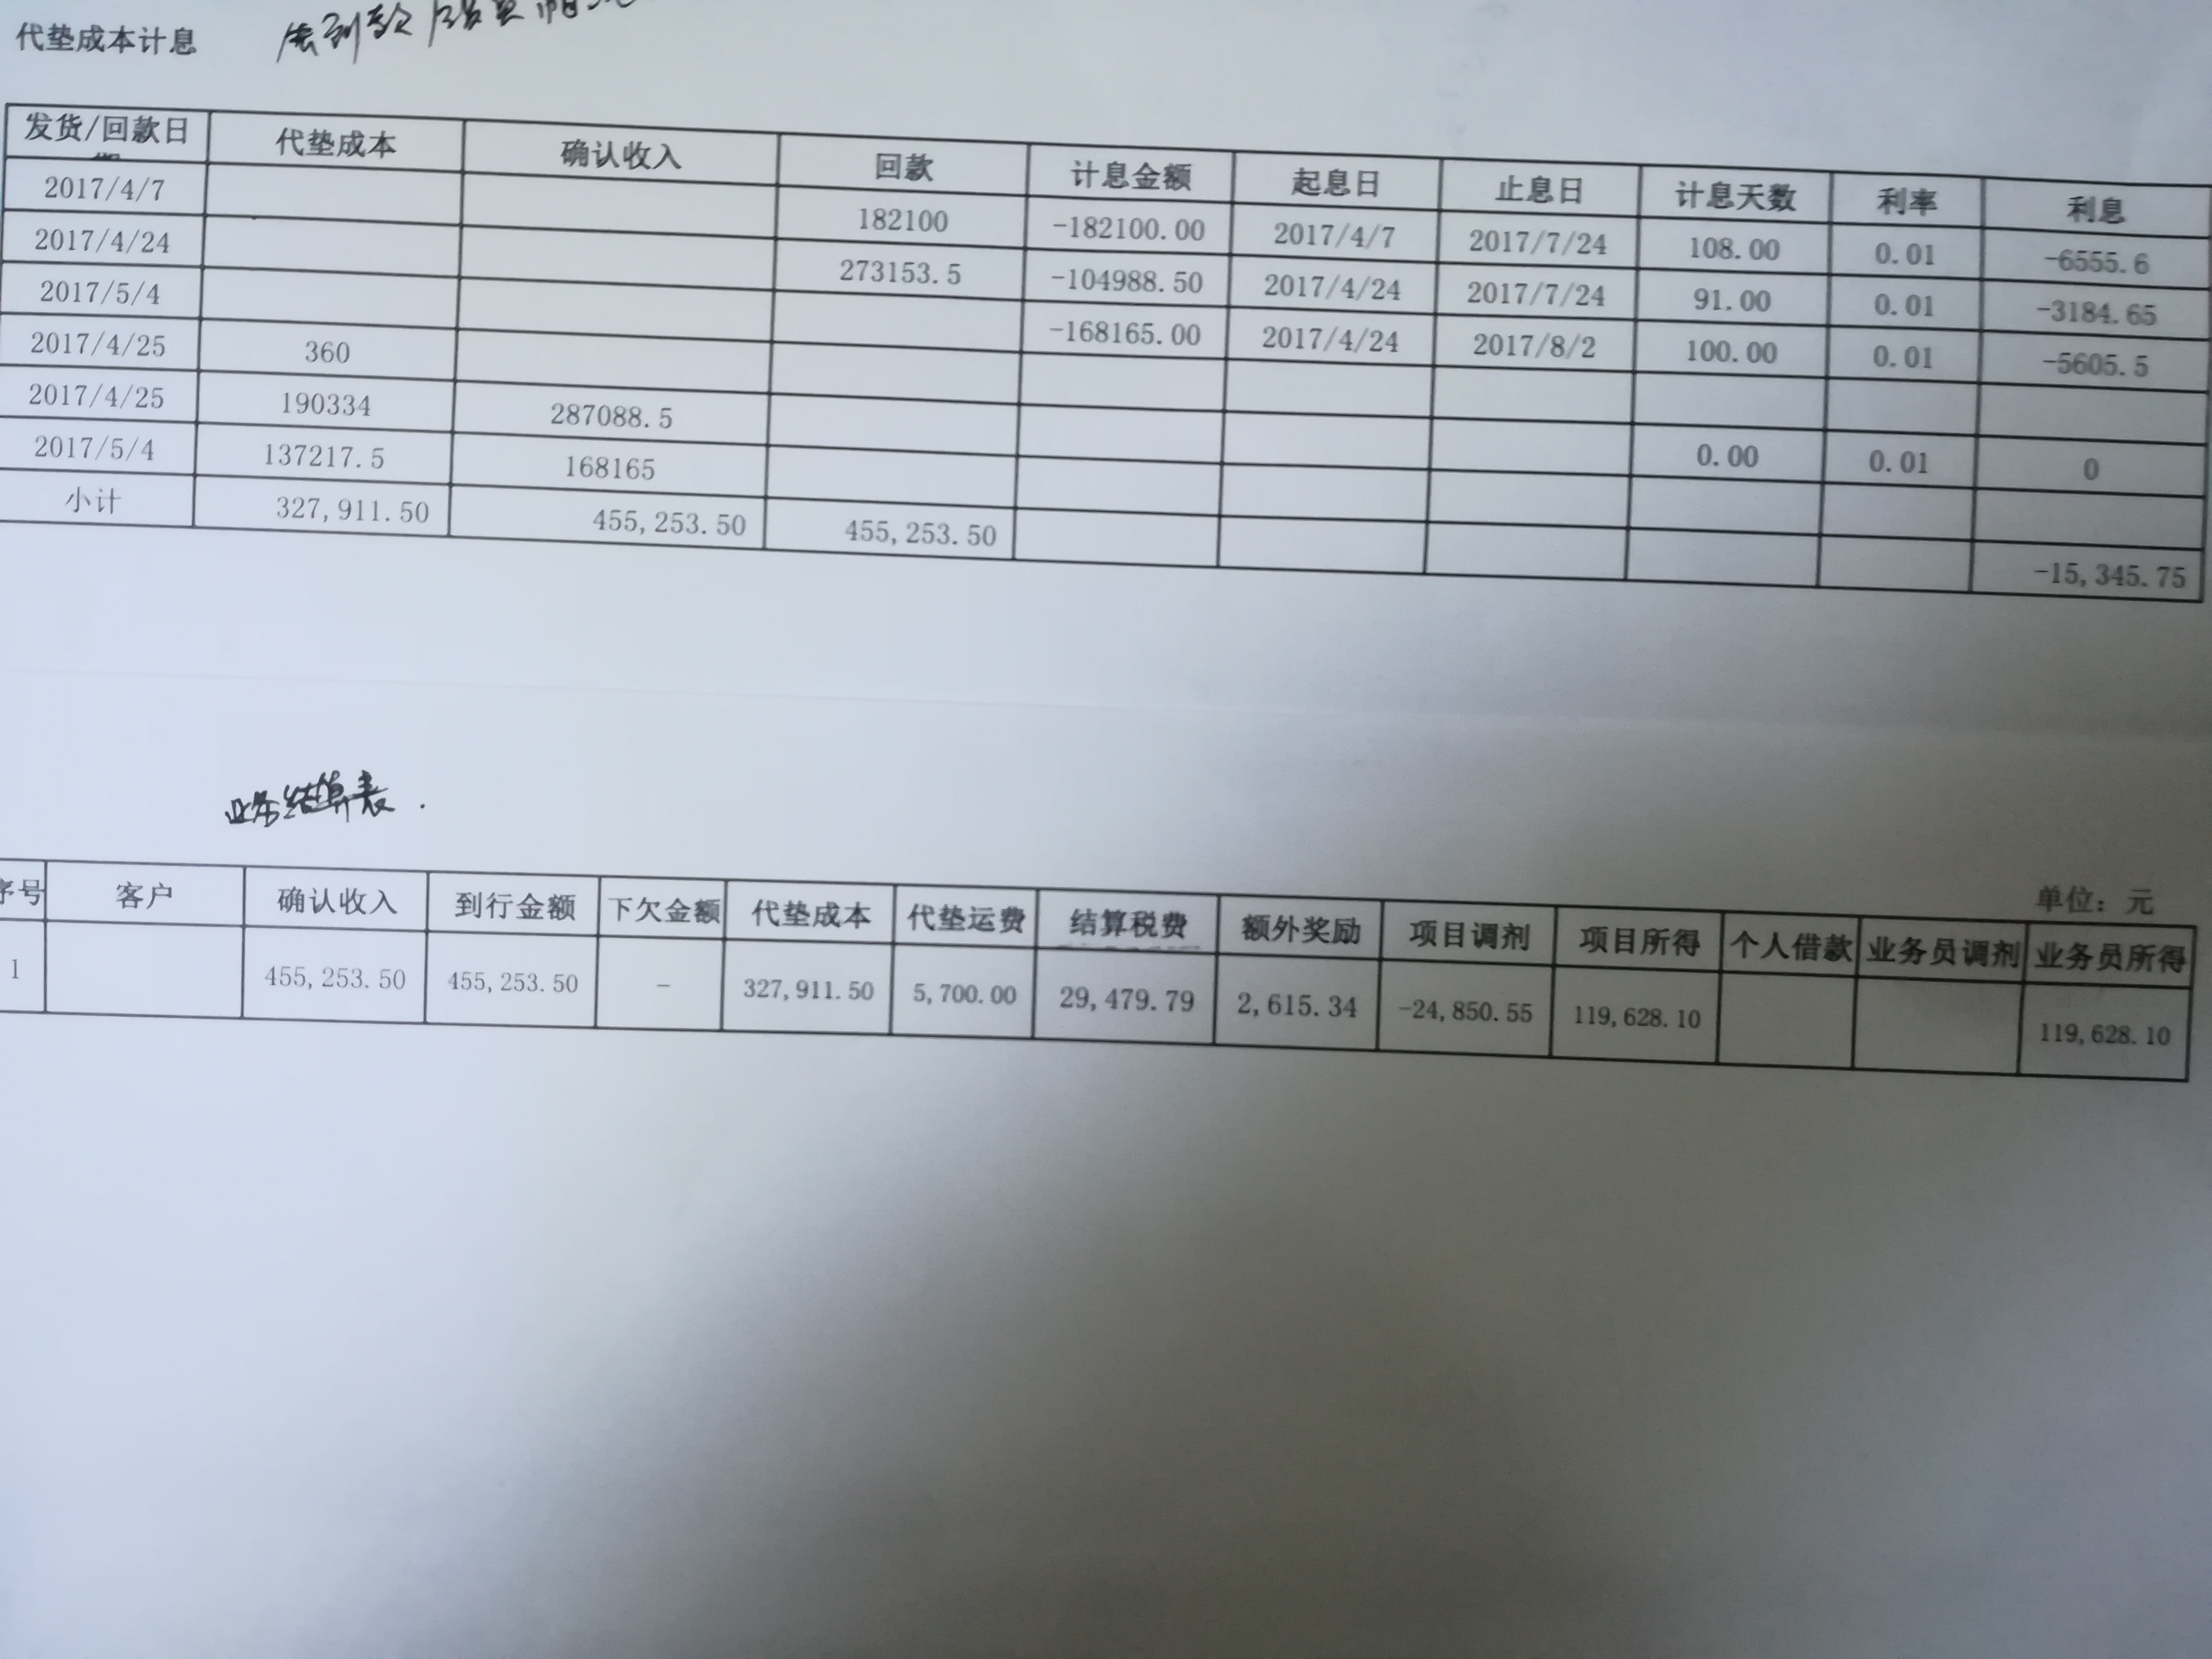 代垫成本计息
发货/回款日期 代垫成本 确认收入 回款 计息金额 起息日 止息日 计息天数 利率 利息
2017/4/7 182100 -182100.00 2017/4/7 2017/7/24 108.00 0.01 -6555.6
2017/4/24 273153.5 -104988.50 2017/4/24 2017/7/24 91.00 0.01 -3184.65
2017/5/4 -168165.00 2017/4/24 2017/8/2 100.00 0.01 -5605.5
2017/4/25 360
2017/4/25 190334 287088.5 0.00 0.01 0
2017/5/4 137217.5 168165
小计 327,911.50 455,253.50 455,253.50 -15,345.75
业务结算表.
单位：元
序号 客户 确认收入 到行金额 下欠金额 代垫成本 代垫运费 结算税费 额外奖励 项目调剂 项目所得 个人借款 业务员调剂 业务员所得
1 455,253.50 455,253.50 - 327,911.50 5,700.00 29,479.79 2,615.34 -24,850.55 119,628.10 119,628.10